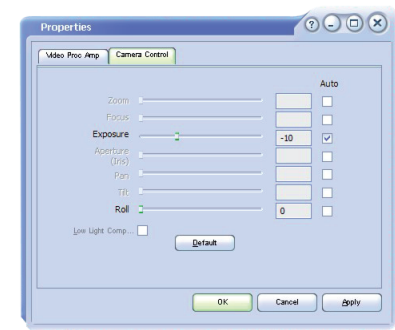 Properties
Video Proc Amp Camera Control
Auto
Zoom
Focus
Exposure -10
Aperture
(Iris)
Pan
Tilt
Roll 0
Low Light Comp...
Default
OK Cancel Apply